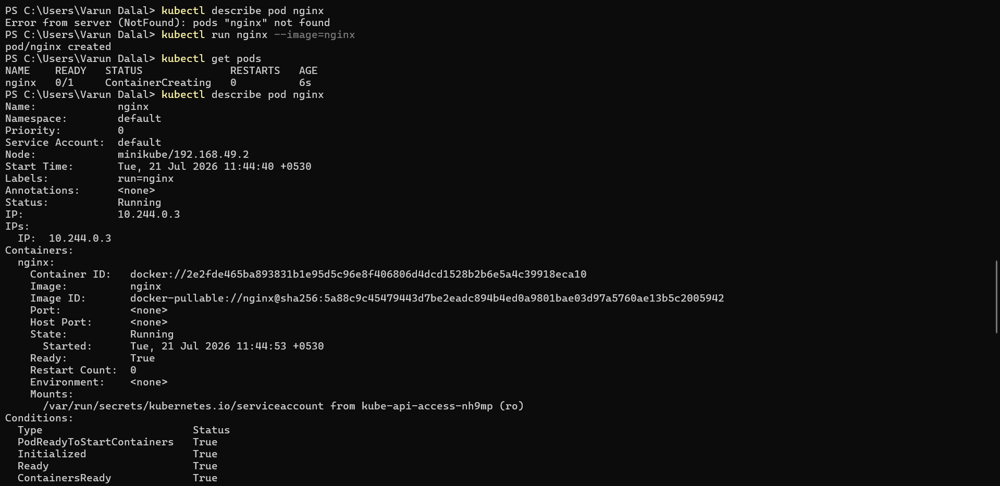 PS C:\Users\Varun Dalal> kubectl describe pod nginx
Error from server (NotFound): pods "nginx" not found
PS C:\Users\Varun Dalal> kubectl run nginx --image=nginx
pod/nginx created
PS C:\Users\Varun Dalal> kubectl get pods
NAME    READY   STATUS              RESTARTS   AGE
nginx   0/1     ContainerCreating   0          6s
PS C:\Users\Varun Dalal> kubectl describe pod nginx
Name:             nginx
Namespace:        default
Priority:         0
Service Account:  default
Node:             minikube/192.168.49.2
Start Time:       Tue, 21 Jul 2026 11:44:40 +0530
Labels:           run=nginx
Annotations:      <none>
Status:           Running
IP:               10.244.0.3
IPs:
  IP:  10.244.0.3
Containers:
  nginx:
    Container ID:   docker://2e2fde465ba893831b1e95d5c96e8f406806d4dcd1528b2b6e5a4c39918eca10
    Image:          nginx
    Image ID:       docker-pullable://nginx@sha256:5a88c9c45479443d7be2eadc894b4ed0a9801bae03d97a5760ae13b5c2005942
    Port:           <none>
    Host Port:      <none>
    State:          Running
      Started:      Tue, 21 Jul 2026 11:44:53 +0530
    Ready:          True
    Restart Count:  0
    Environment:    <none>
    Mounts:
      /var/run/secrets/kubernetes.io/serviceaccount from kube-api-access-nh9mp (ro)
Conditions:
  Type                        Status
  PodReadyToStartContainers   True
  Initialized                 True
  Ready                       True
  ContainersReady             True